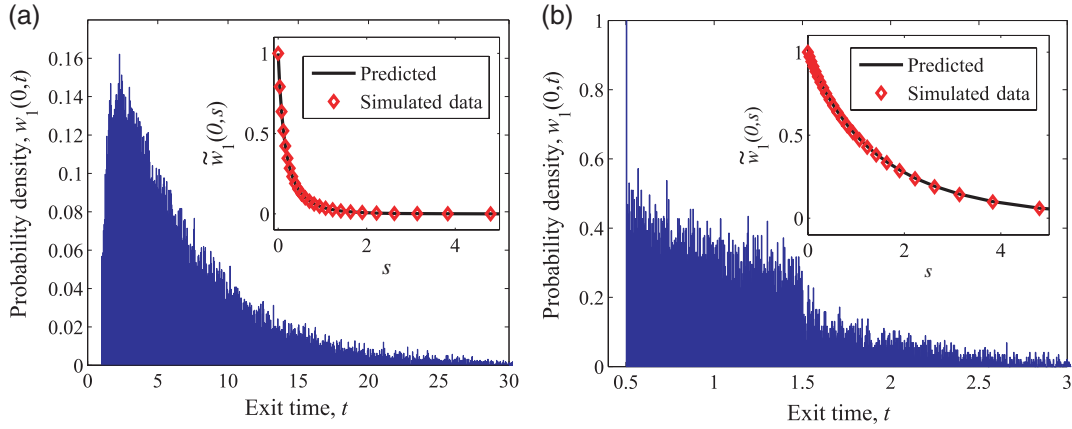 (a)
Probability density, w₁(0,t)
0.16
0.14
0.12
0.1
0.08
0.06
0.04
0.02
0
0 5 10 15 20 25 30
Exit time, t
w̃₁(0,s)
1
0.5
0
0 2 4
s
Predicted
Simulated data
(b)
Probability density, w₁(0,t)
1
0.8
0.6
0.4
0.2
0
0.5 1 1.5 2 2.5 3
Exit time, t
w̃₁(0,s)
1
0.5
0
0 2 4
s
Predicted
Simulated data